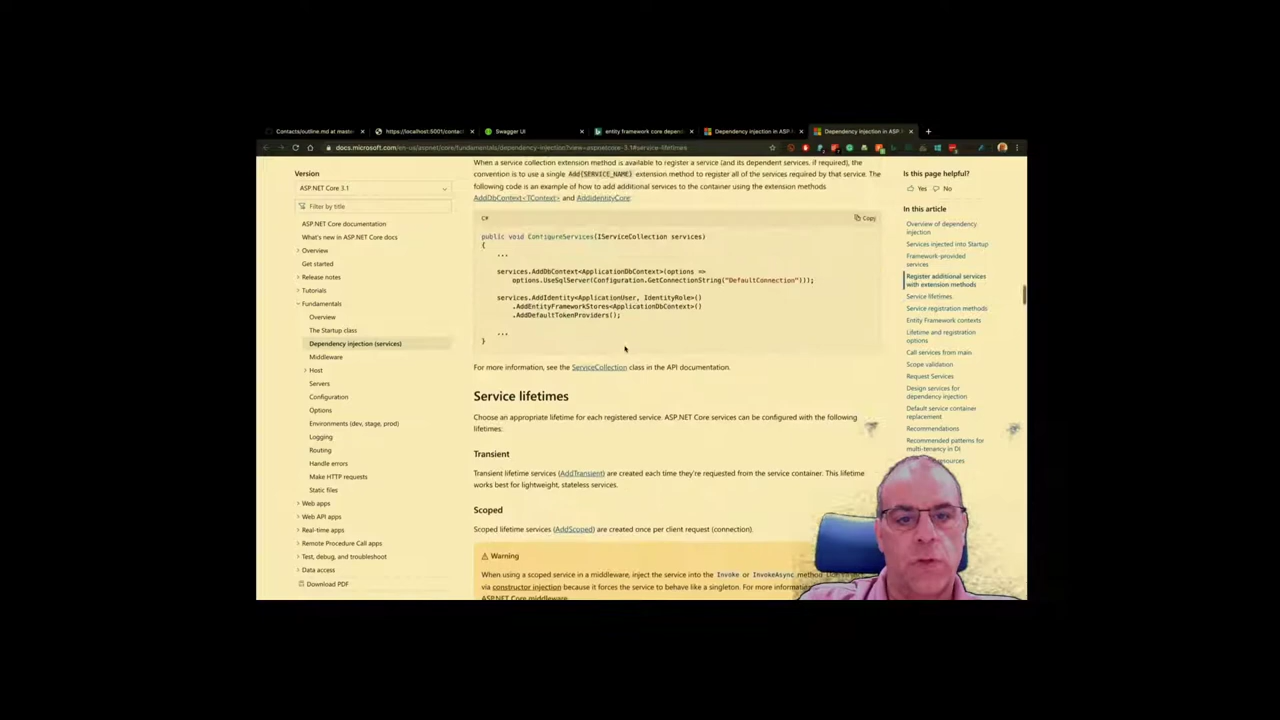 Contacts/outline.md at maste
https://localhost:5001/contac
Swagger UI
entity framework core depend
Dependency injection in ASP.N
Dependency Injection in ASP.N
docs.microsoft.com/en-us/aspnet/core/fundamentals/dependency-injection?view=aspnetcore-3.1#service-lifetimes
Version
ASP.NET Core 3.1
Filter by title
ASP.NET Core documentation
What's new in ASP.NET Core docs
Overview
Get started
Release notes
Tutorials
Fundamentals
Overview
The Startup class
Dependency injection (services)
Middleware
Host
Servers
Configuration
Options
Environments (dev, stage, prod)
Logging
Routing
Handle errors
Make HTTP requests
Static files
Web apps
Web API apps
Real-time apps
Remote Procedure Call apps
Test, debug, and troubleshoot
Data access
Download PDF
When a service collection extension method is available to register a service (and its dependent services, if required), the
convention is to use a single Add{SERVICE_NAME} extension method to register all of the services required by that service. The
following code is an example of how to add additional services to the container using the extension methods
AddDbContext<TContext> and AddIdentityCore:
C#
Copy
public void ConfigureServices(IServiceCollection services)
{
...
services.AddDbContext<ApplicationDbContext>(options =>
options.UseSqlServer(Configuration.GetConnectionString("DefaultConnection")));
services.AddIdentity<ApplicationUser, IdentityRole>()
.AddEntityFrameworkStores<ApplicationDbContext>()
.AddDefaultTokenProviders();
...
}
For more information, see the ServiceCollection class in the API documentation.
Service lifetimes
Choose an appropriate lifetime for each registered service. ASP.NET Core services can be configured with the following
lifetimes:
Transient
Transient lifetime services (AddTransient) are created each time they're requested from the service container. This lifetime
works best for lightweight, stateless services.
Scoped
Scoped lifetime services (AddScoped) are created once per client request (connection).
Warning
When using a scoped service in a middleware, inject the service into the Invoke or InvokeAsync method.
via constructor injection because it forces the service to behave like a singleton. For more informati
ASP.NET Core middleware.
Is this page helpful?
Yes
No
In this article
Overview of dependency
injection
Services injected into Startup
Framework-provided
services
Register additional services
with extension methods
Service lifetimes
Service registration methods
Entity Framework contexts
Lifetime and registration
options
Call services from main
Scope validation
Request Services
Design services for
dependency injection
Default service container
replacement
Recommendations
Recommended patterns for
multi-tenancy in DI
resources